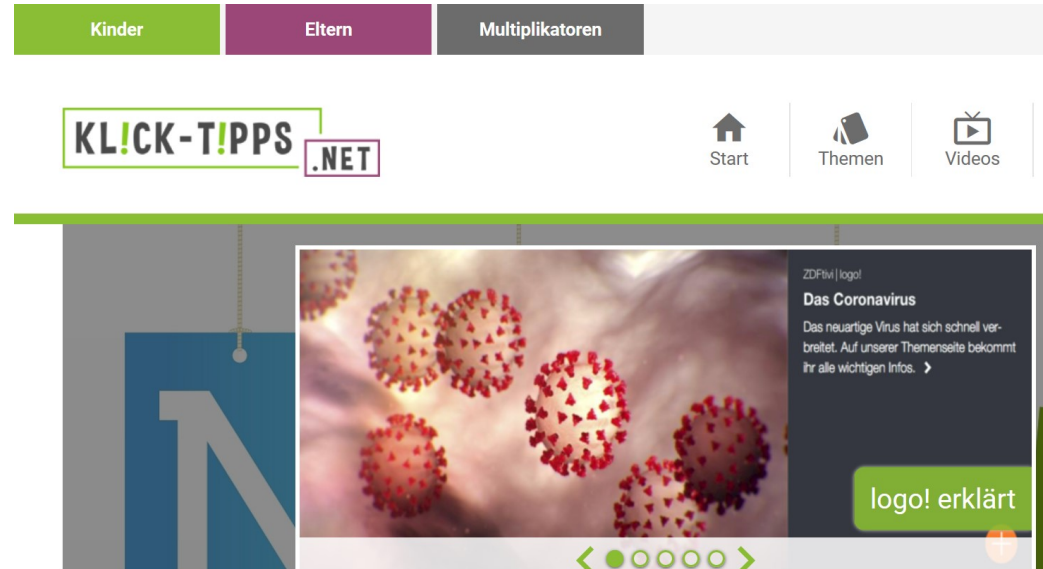 Kinder
Eltern
Multiplikatoren
KL!CK-T!PPS
.NET
Start
Themen
Videos
ZDFtivi | logo!
Das Coronavirus
Das neuartige Virus hat sich schnell ver-
breitet. Auf unserer Themenseite bekommt
ihr alle wichtigen Infos.
logo! erklärt
N